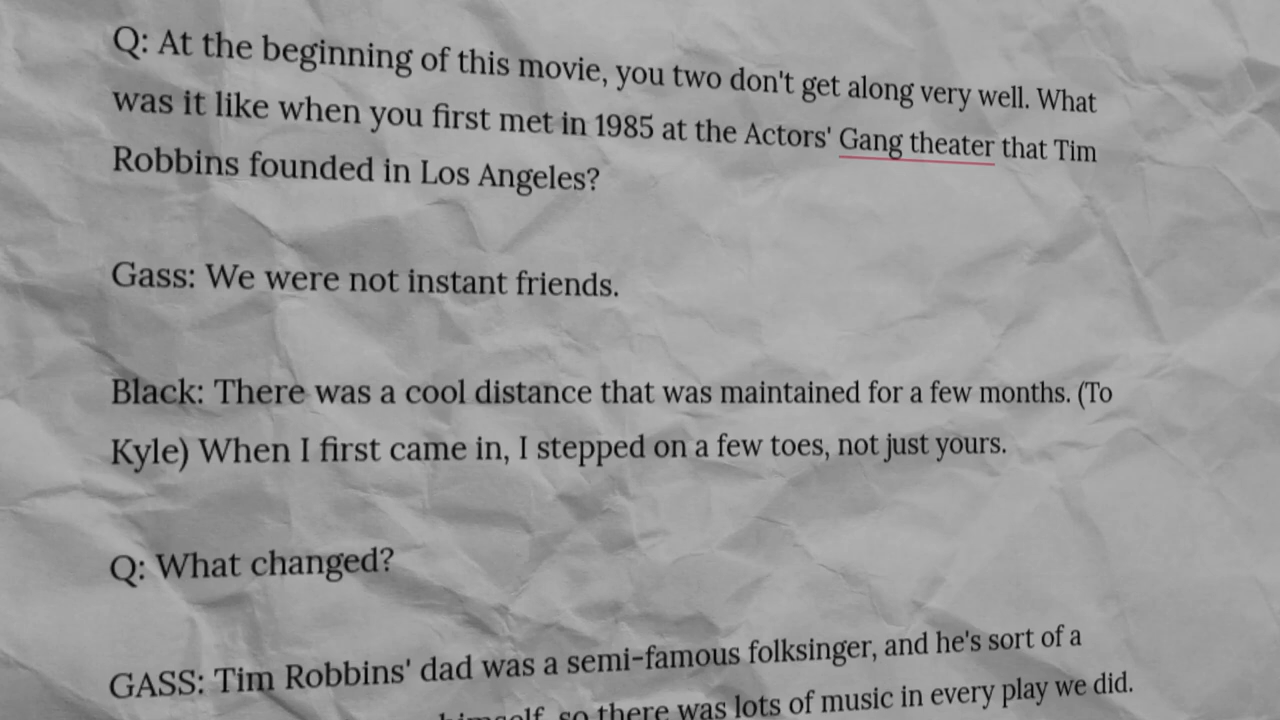 Q: At the beginning of this movie, you two don't get along very well. What
was it like when you first met in 1985 at the Actors' Gang theater that Tim
Robbins founded in Los Angeles?
Gass: We were not instant friends.
Black: There was a cool distance that was maintained for a few months. (To
Kyle) When I first came in, I stepped on a few toes, not just yours.
Q: What changed?
GASS: Tim Robbins' dad was a semi-famous folksinger, and he's sort of a
himself, so there was lots of music in every play we did.